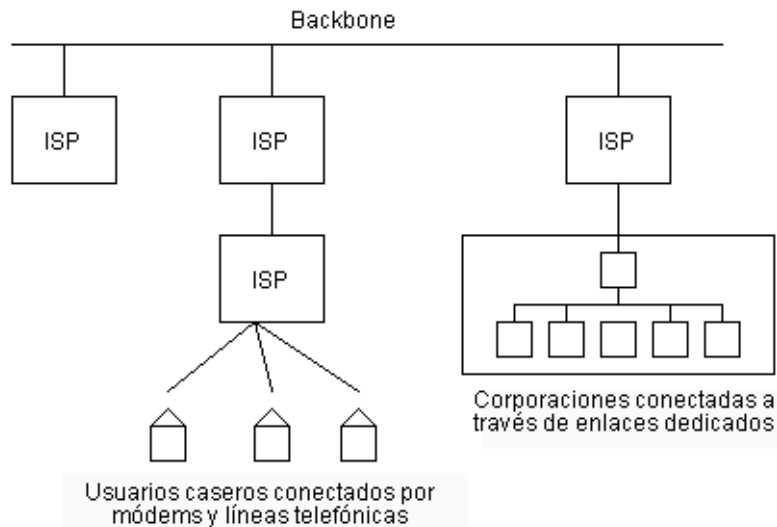 Backbone
ISP
ISP
ISP
ISP
Corporaciones conectadas a
través de enlaces dedicados
Usuarios caseros conectados por
módems y líneas telefónicas